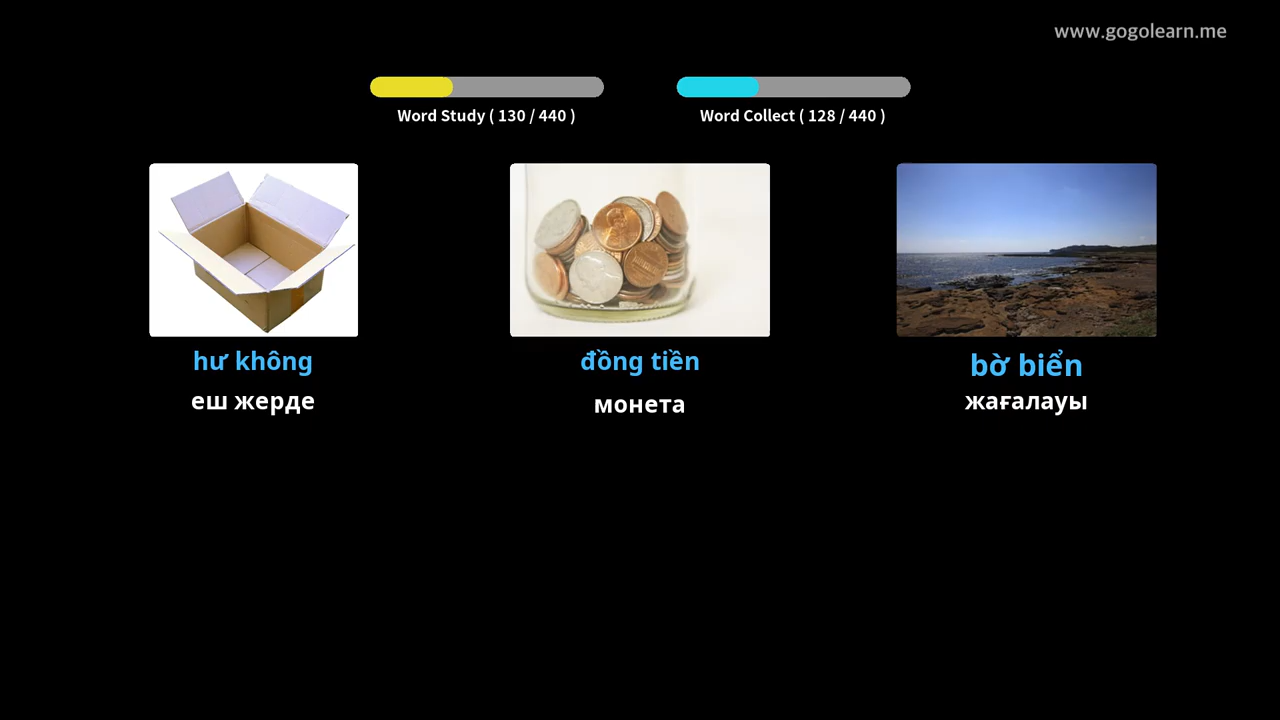 www.gogolearn.me
Word Study ( 130 / 440 )
Word Collect ( 128 / 440 )
hư không
еш жерде
đồng tiền
монета
bờ biển
жағалауы